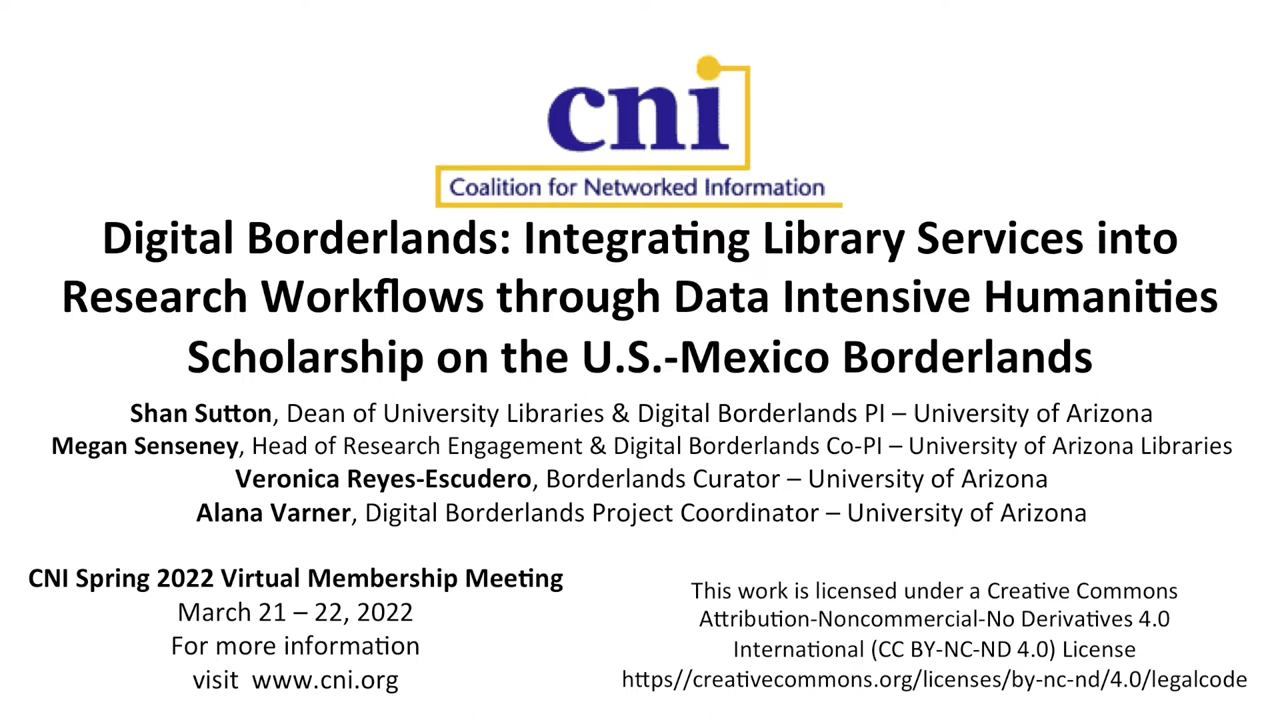 cni
Coalition for Networked Information
Digital Borderlands: Integrating Library Services into
Research Workflows through Data Intensive Humanities
Scholarship on the U.S.-Mexico Borderlands
Shan Sutton, Dean of University Libraries & Digital Borderlands PI – University of Arizona
Megan Senseney, Head of Research Engagement & Digital Borderlands Co-PI – University of Arizona Libraries
Veronica Reyes-Escudero, Borderlands Curator – University of Arizona
Alana Varner, Digital Borderlands Project Coordinator – University of Arizona
CNI Spring 2022 Virtual Membership Meeting
March 21 – 22, 2022
For more information
visit www.cni.org
This work is licensed under a Creative Commons
Attribution-Noncommercial-No Derivatives 4.0
International (CC BY-NC-ND 4.0) License
https//creativecommons.org/licenses/by-nc-nd/4.0/legalcode